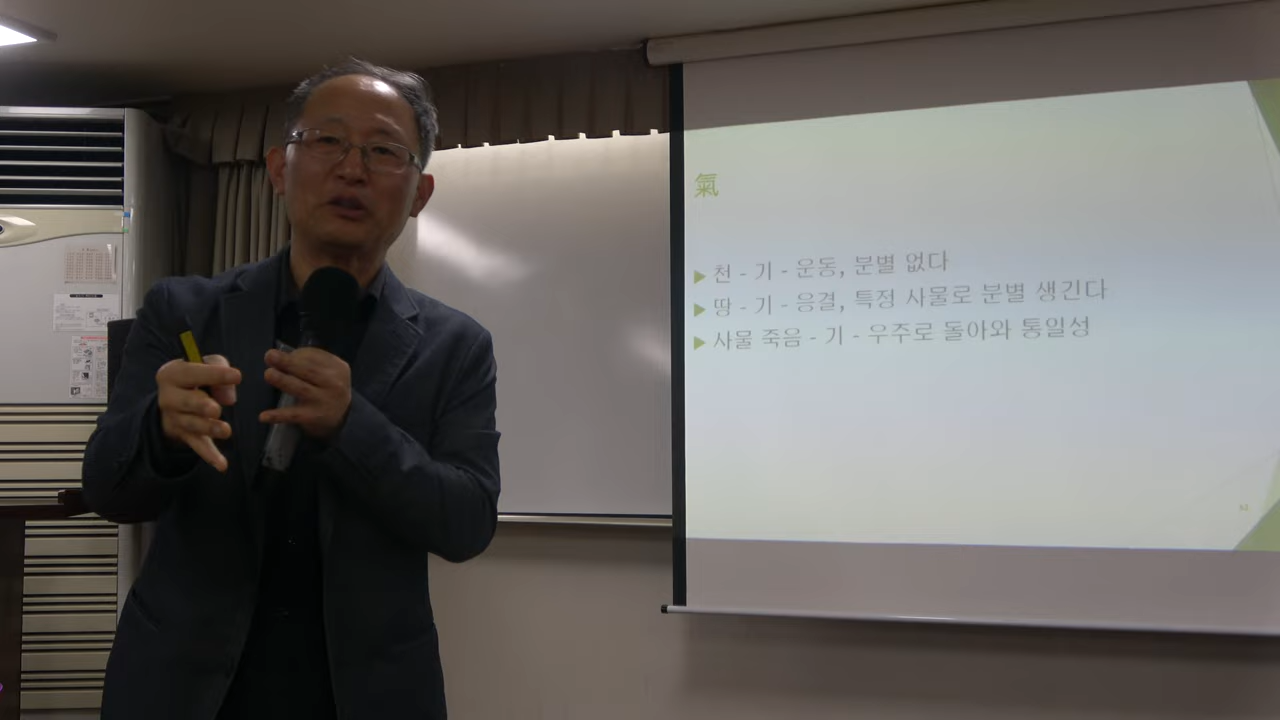 氣
천 - 기 - 운동, 분별 없다
땅 - 기 - 응결, 특정 사물로 분별 생긴다
사물 죽음 - 기 - 우주로 돌아와 통일성